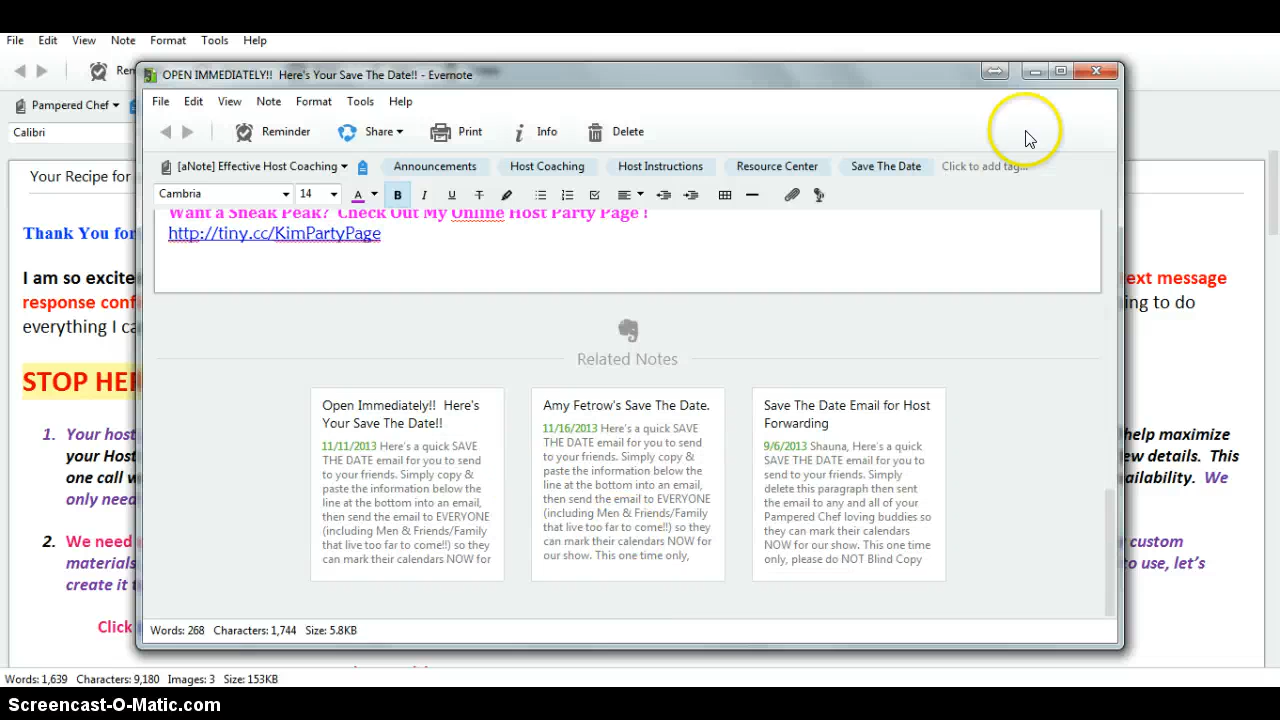 File Edit View Note Format Tools Help
OPEN IMMEDIATELY!! Here's Your Save The Date!! - Evernote
File Edit View Note Format Tools Help
Reminder Share Print Info Delete
Pampered Chef
[aNote] Effective Host Coaching Announcements Host Coaching Host Instructions Resource Center Save The Date Click to add tag...
Calibri
Cambria 14 A B I U T
Your Recipe for
Want a Sneak Peak? Check Out My Online Host Party Page !
http://tiny.cc/KimPartyPage
Thank You for
I am so excite
ext message
response conf
ing to do
everything I ca
STOP HE
1. Your host
help maximize
your Hos
ew details. This
one call w
ailability. We
only nee
2. We need
custom
materials
to use, let's
create it t
Click
Related Notes
Open Immediately!! Here's
Your Save The Date!!
11/11/2013 Here's a quick SAVE
THE DATE email for you to send
to your friends. Simply copy &
paste the information below the
line at the bottom into an email,
then send the email to EVERYONE
(including Men & Friends/Family
that live too far to come!!) so they
can mark their calendars NOW for
Amy Fetrow's Save The Date.
11/16/2013 Here's a quick SAVE
THE DATE email for you to send
to your friends. Simply copy &
paste the information below the
line at the bottom into an email,
then send the email to EVERYONE
(including Men & Friends/Family
that live too far to come!!) so they
can mark their calendars NOW for
our show. This one time only,
Save The Date Email for Host
Forwarding
9/6/2013 Shauna, Here's a quick
SAVE THE DATE email for you to
send to your friends. Simply
delete this paragraph then sent
the email to any and all of your
Pampered Chef loving buddies so
they can mark their calendars
NOW for our show. This one time
only, please do NOT Blind Copy
Words: 268 Characters: 1,744 Size: 5.8KB
Words: 1,639 Characters: 9,180 Images: 3 Size: 153KB
Screencast-O-Matic.com